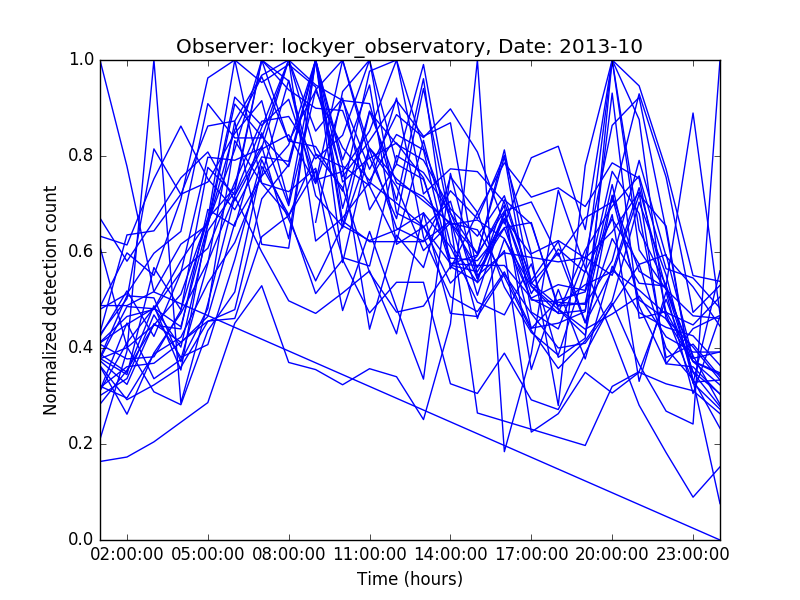 Observer: lockyer_observatory, Date: 2013-10
Normalized detection count
1.0
0.8
0.6
0.4
0.2
0.0
02:00:00 05:00:00 08:00:00 11:00:00 14:00:00 17:00:00 20:00:00 23:00:00
Time (hours)